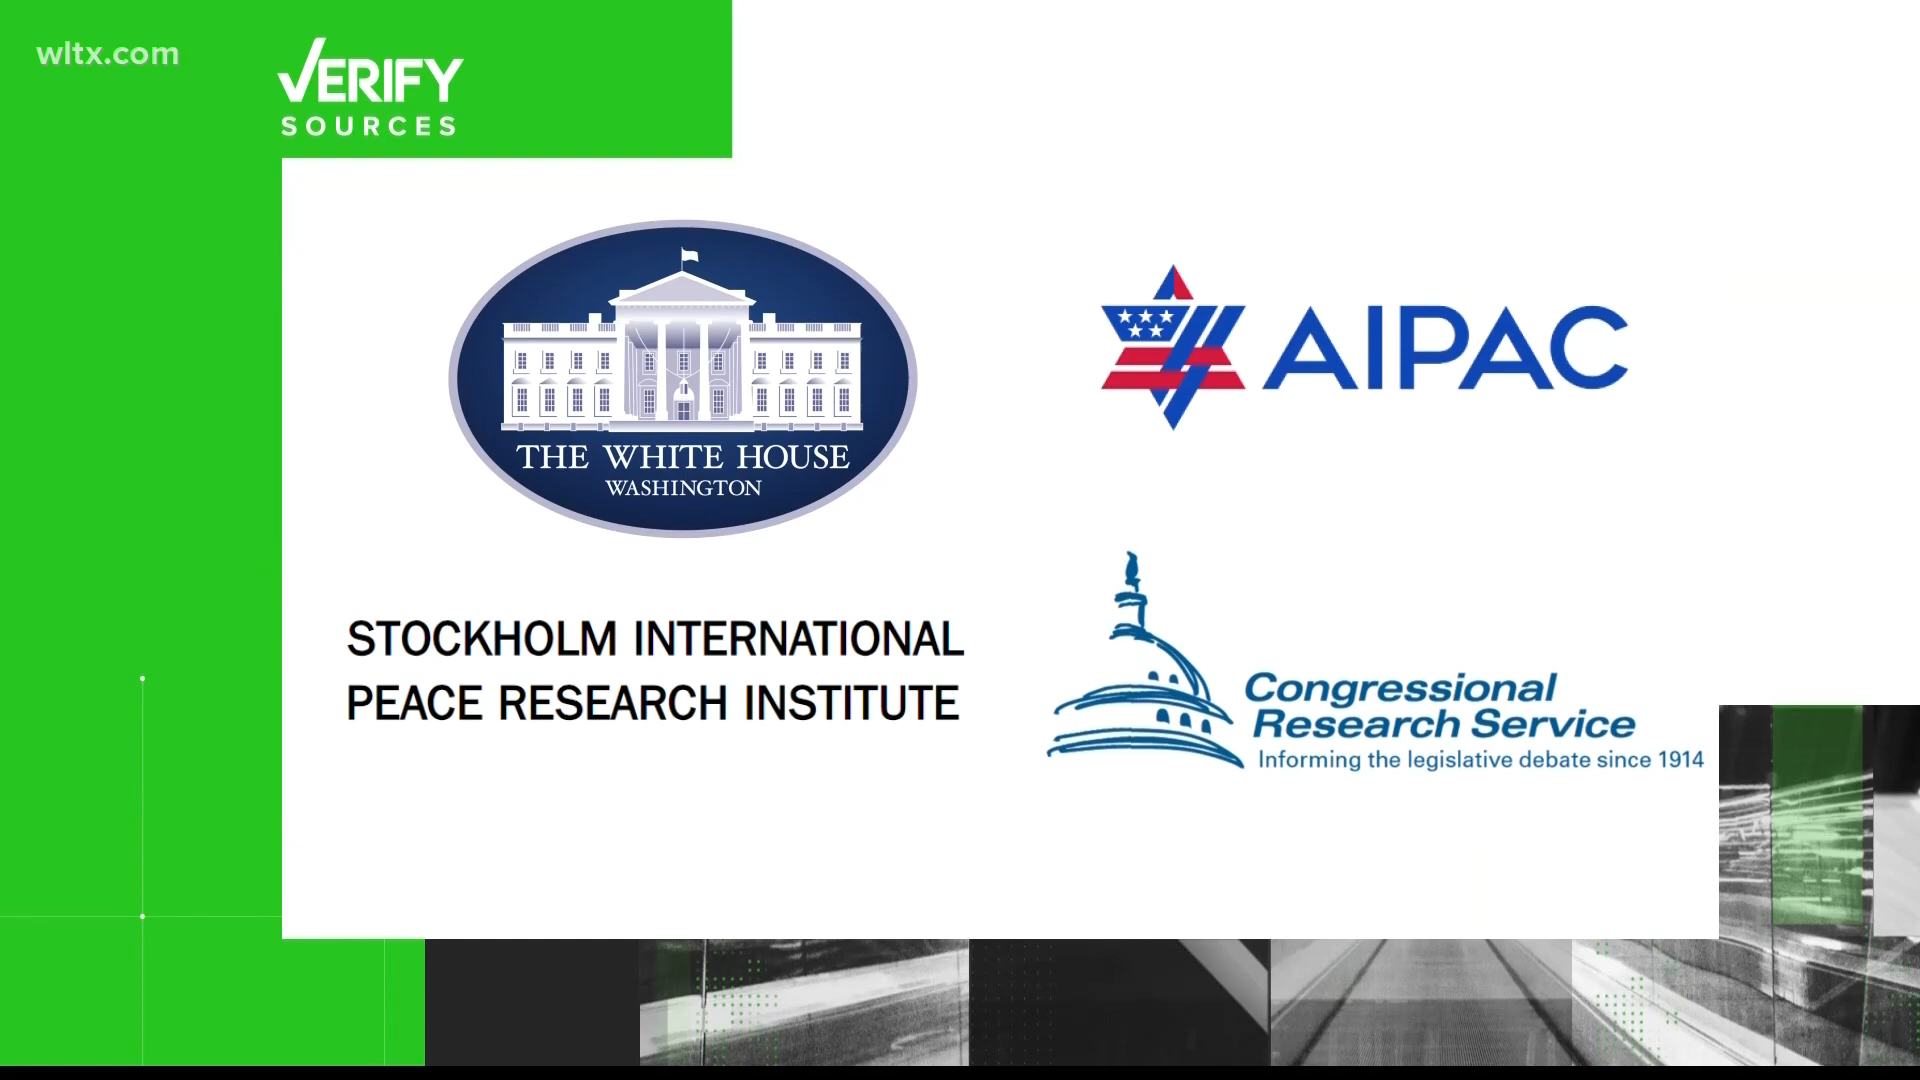 wltx.com
VERIFY
SOURCES
THE WHITE HOUSE
WASHINGTON
AIPAC
STOCKHOLM INTERNATIONAL
PEACE RESEARCH INSTITUTE
Congressional
Research Service
Informing the legislative debate since 1914